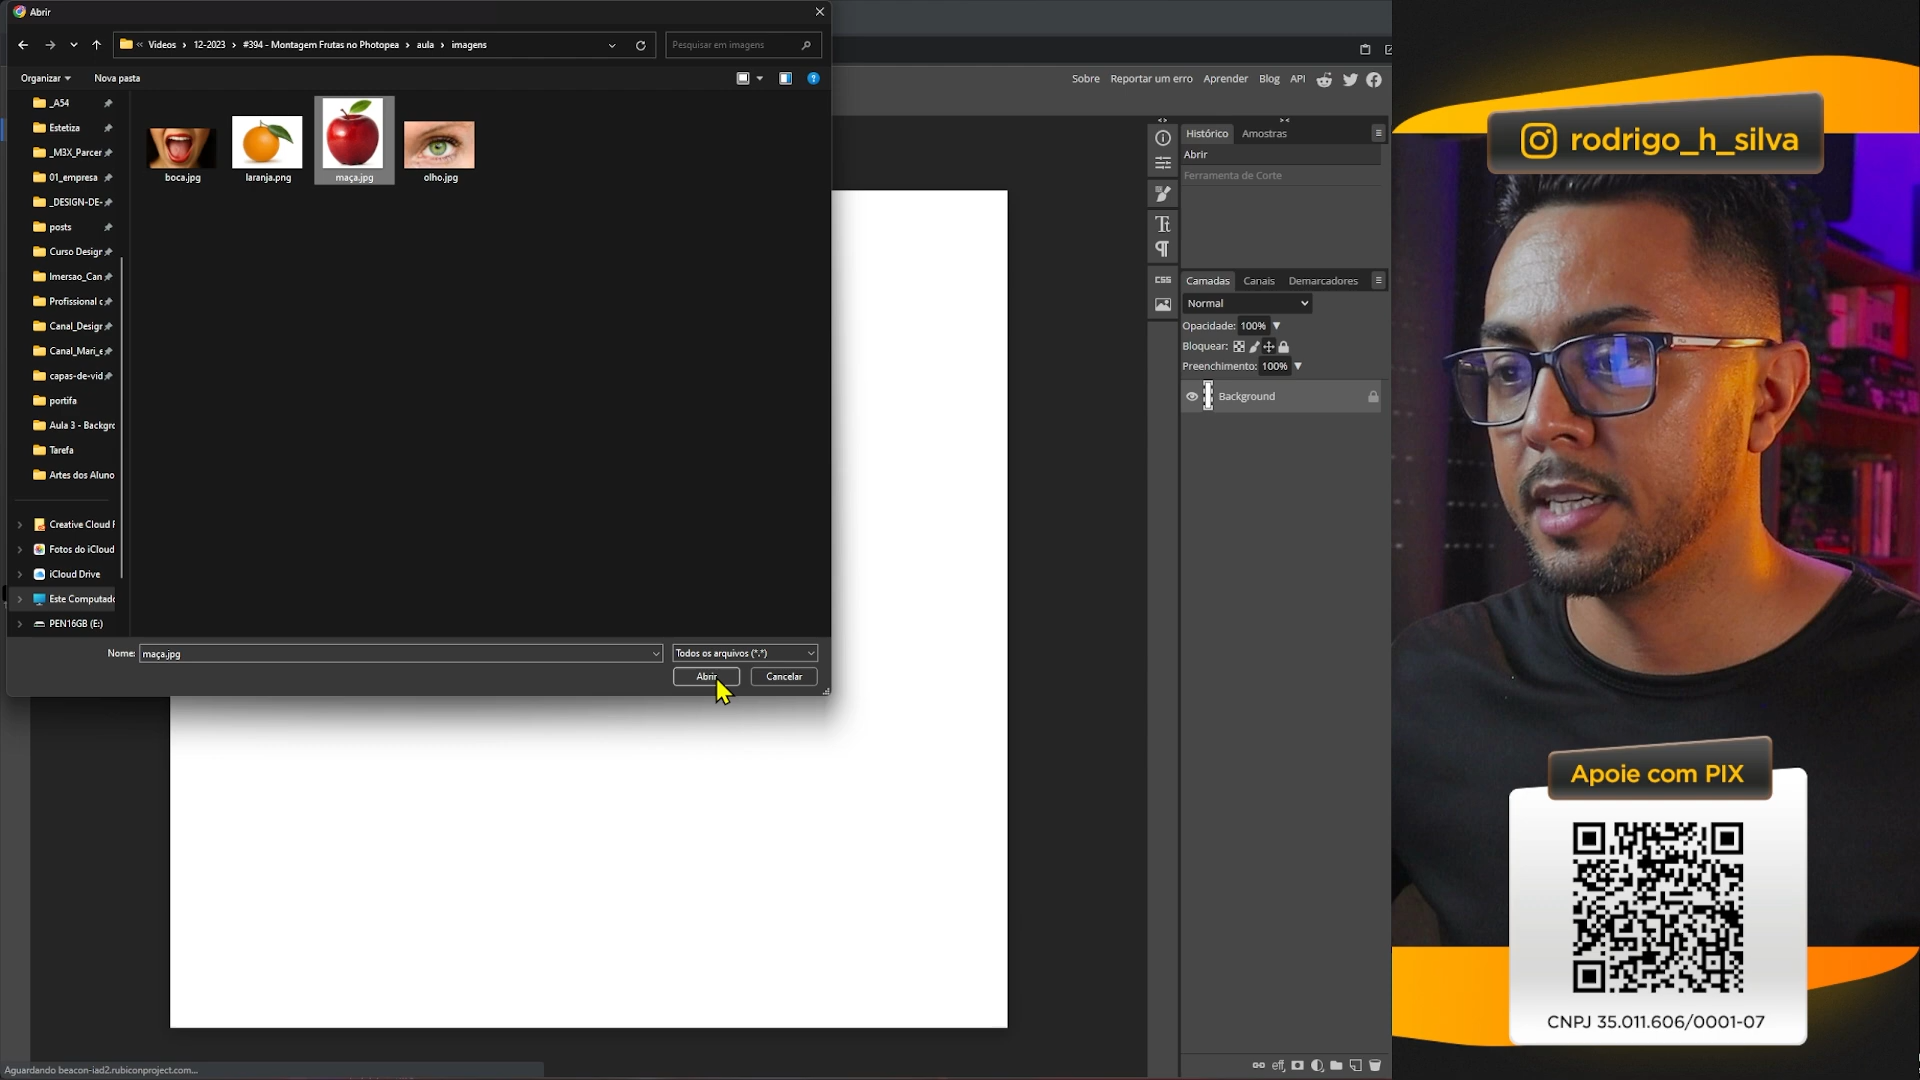 Abrir
Videos
12-2023
#394 - Montagem Frutas no Photopea
aula
imagens
Pesquisar em imagens
Organizar
Nova pasta
_A54
Estetiza
_M3X_Parcer
01_empresa
_DESIGN-DE-
posts
Curso Designr
Imersao_Can
Profissional c
Canal_Desigr
Canal_Mari_e
capas-de-vid
portifa
Aula 3 - Backgro
Tarefa
Artes dos Aluno
Creative Cloud F
Fotos do iCloud
iCloud Drive
Este Computado
PEN16GB (E:)
boca.jpg
laranja.png
maça.jpg
olho.jpg
Nome:
maça.jpg
Todos os arquivos (*.*)
Abrir
Cancelar
Aguardando beacon-iad2.rubiconproject.com...
Sobre
Reportar um erro
Aprender
Blog
API
Histórico
Amostras
Abrir
Ferramenta de Corte
CSS
Camadas
Canais
Demarcadores
Normal
Opacidade:
100%
Bloquear:
Preenchimento:
100%
Background
eff
rodrigo_h_silva
Apoie com PIX
CNPJ 35.011.606/0001-07